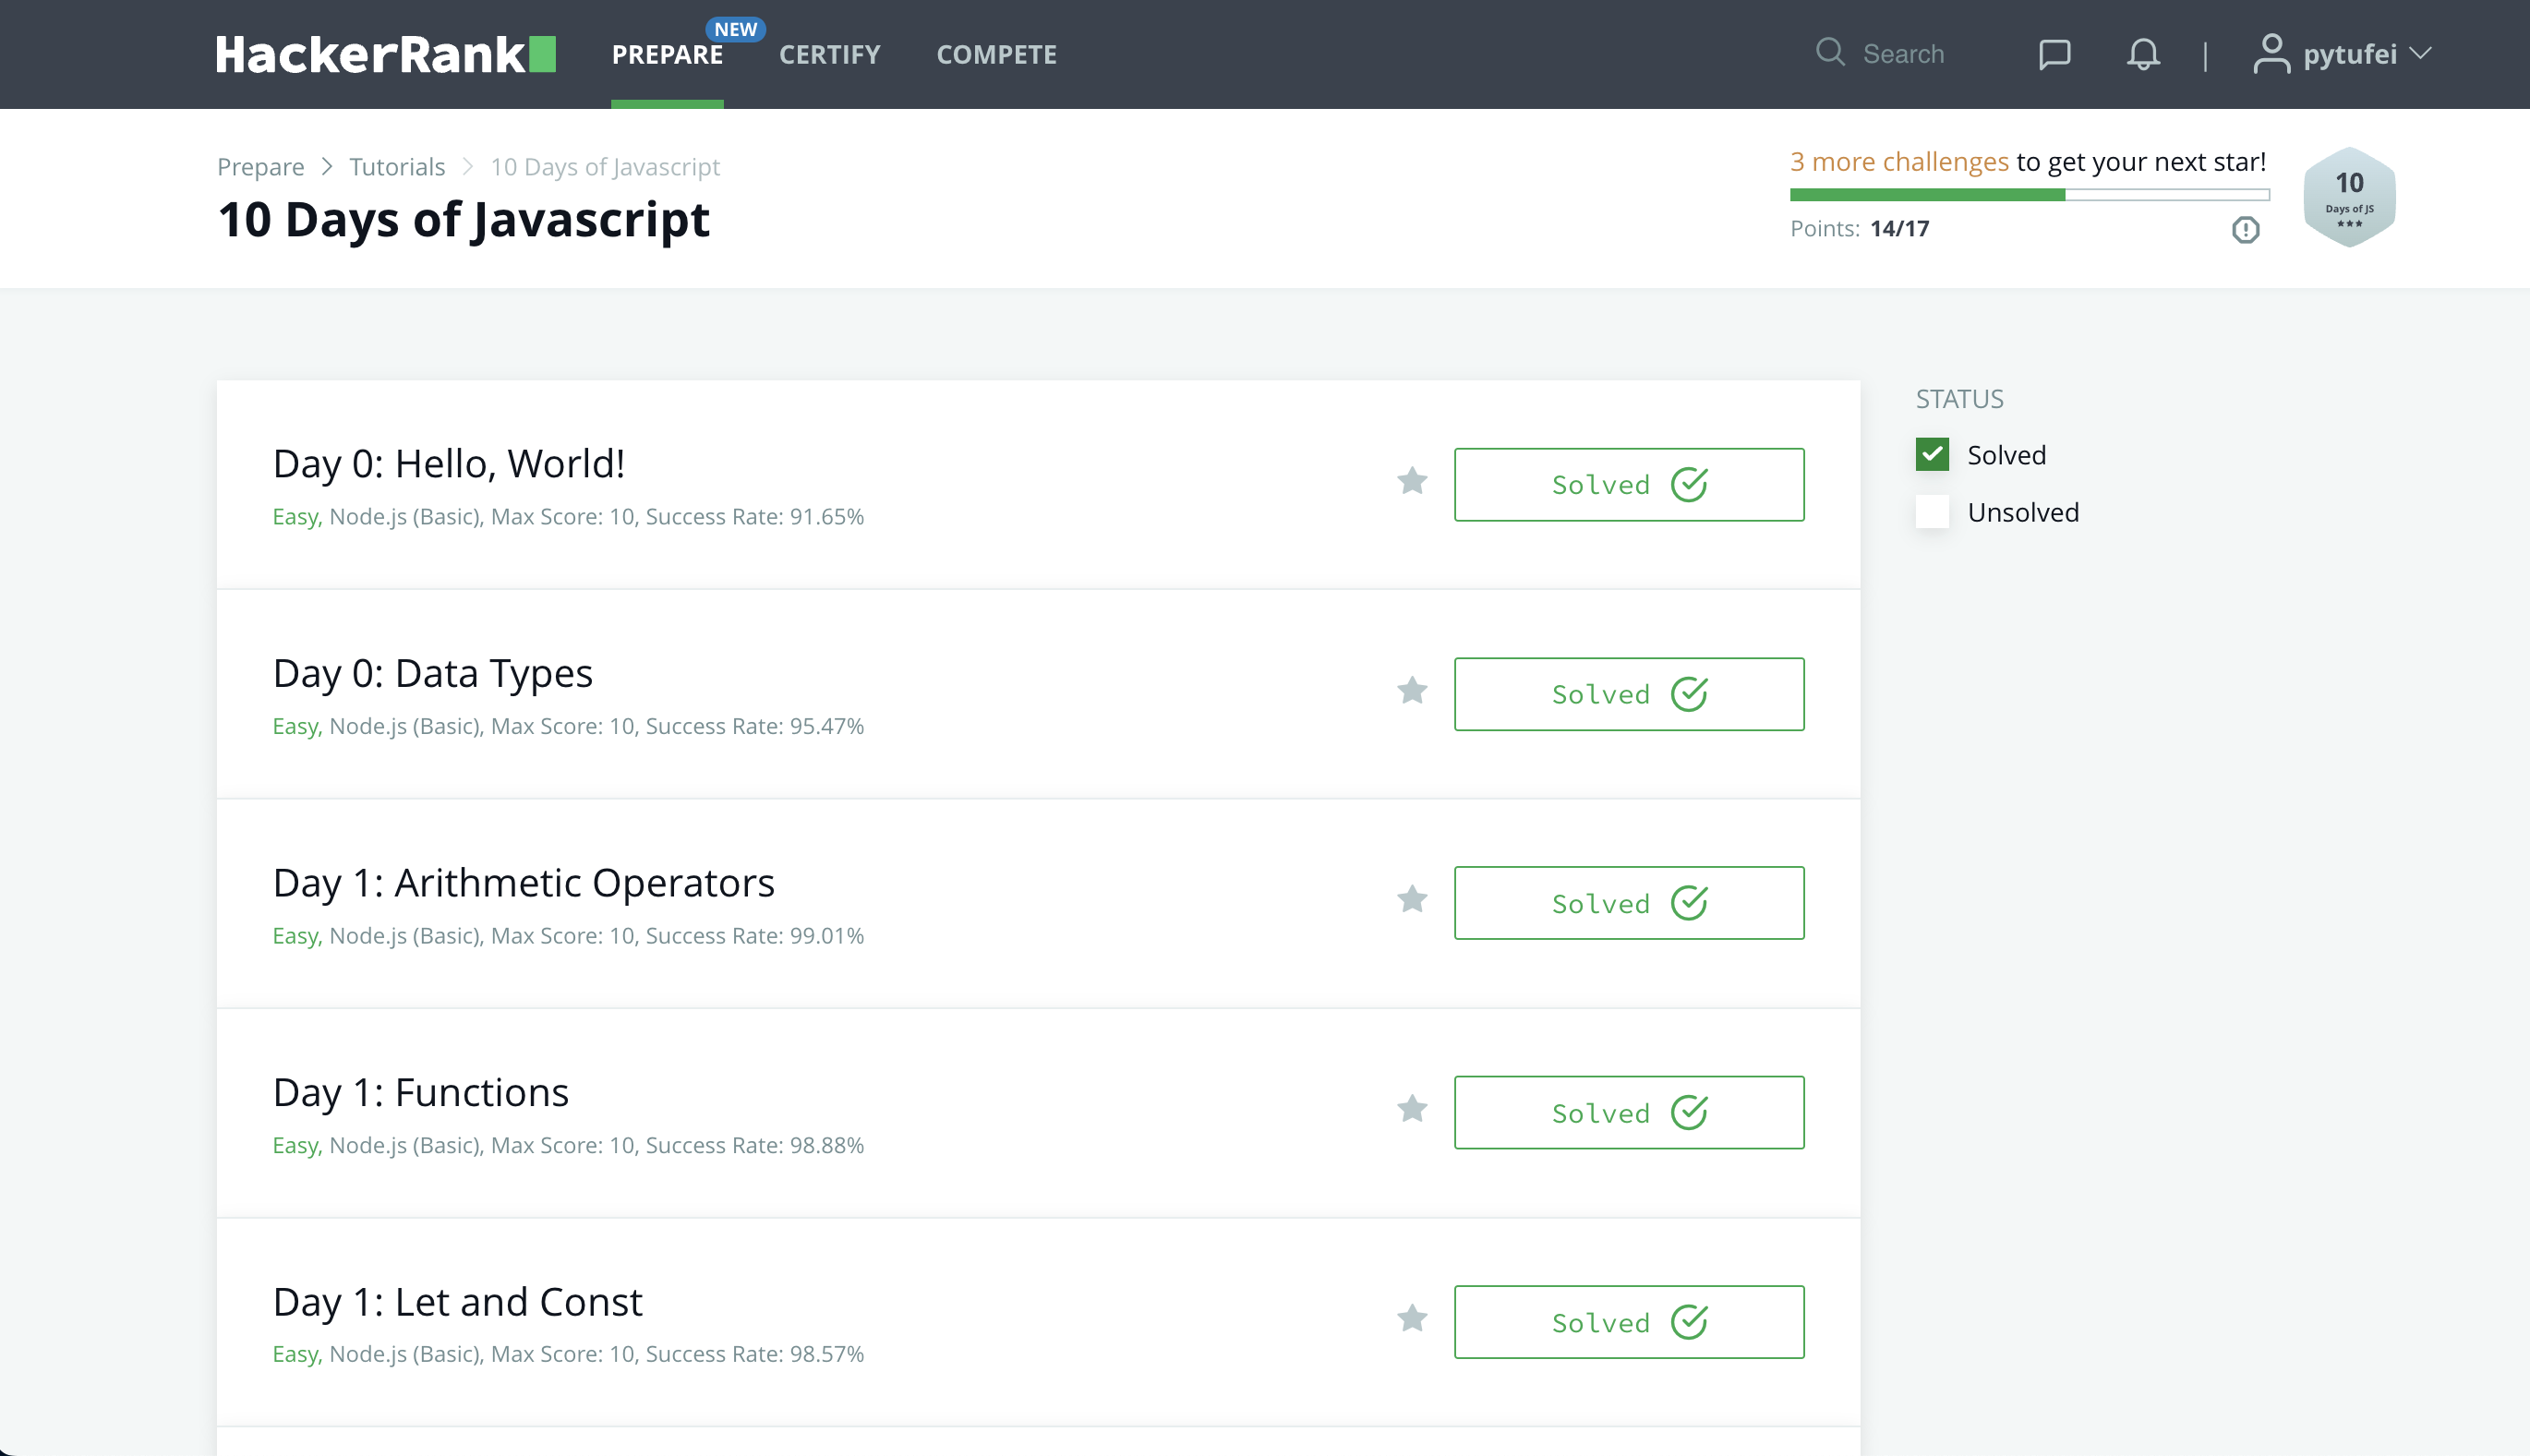 HackerRank
PREPARE
NEW
CERTIFY
COMPETE
Search
pytufei
Prepare > Tutorials > 10 Days of Javascript
10 Days of Javascript
3 more challenges to get your next star!
Points: 14/17
10
Days of JS
Day 0: Hello, World!
Easy, Node.js (Basic), Max Score: 10, Success Rate: 91.65%
Solved
Day 0: Data Types
Easy, Node.js (Basic), Max Score: 10, Success Rate: 95.47%
Solved
Day 1: Arithmetic Operators
Easy, Node.js (Basic), Max Score: 10, Success Rate: 99.01%
Solved
Day 1: Functions
Easy, Node.js (Basic), Max Score: 10, Success Rate: 98.88%
Solved
Day 1: Let and Const
Easy, Node.js (Basic), Max Score: 10, Success Rate: 98.57%
Solved
STATUS
Solved
Unsolved